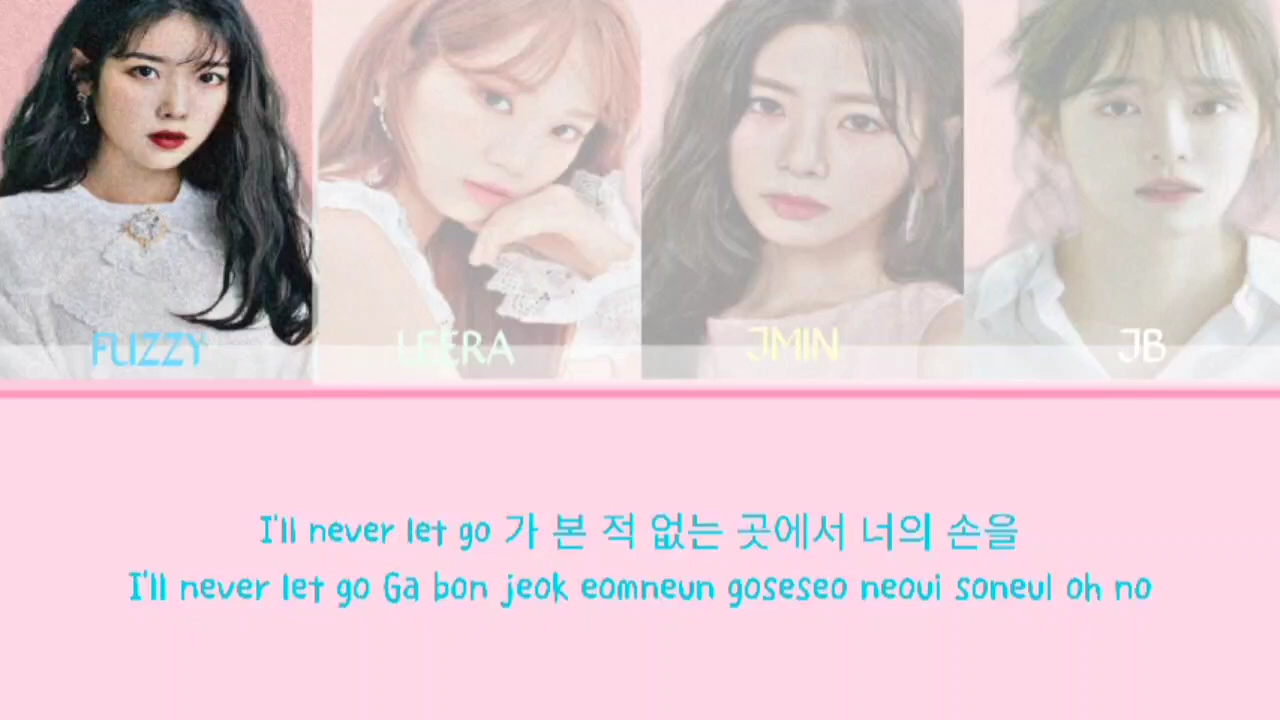 FUZZY
LEERA
JMIN
JB
I'll never let go 가 본 적 없는 곳에서 너의 손을
I'll never let go Ga bon jeok eomneun goseseo neoui soneul oh no